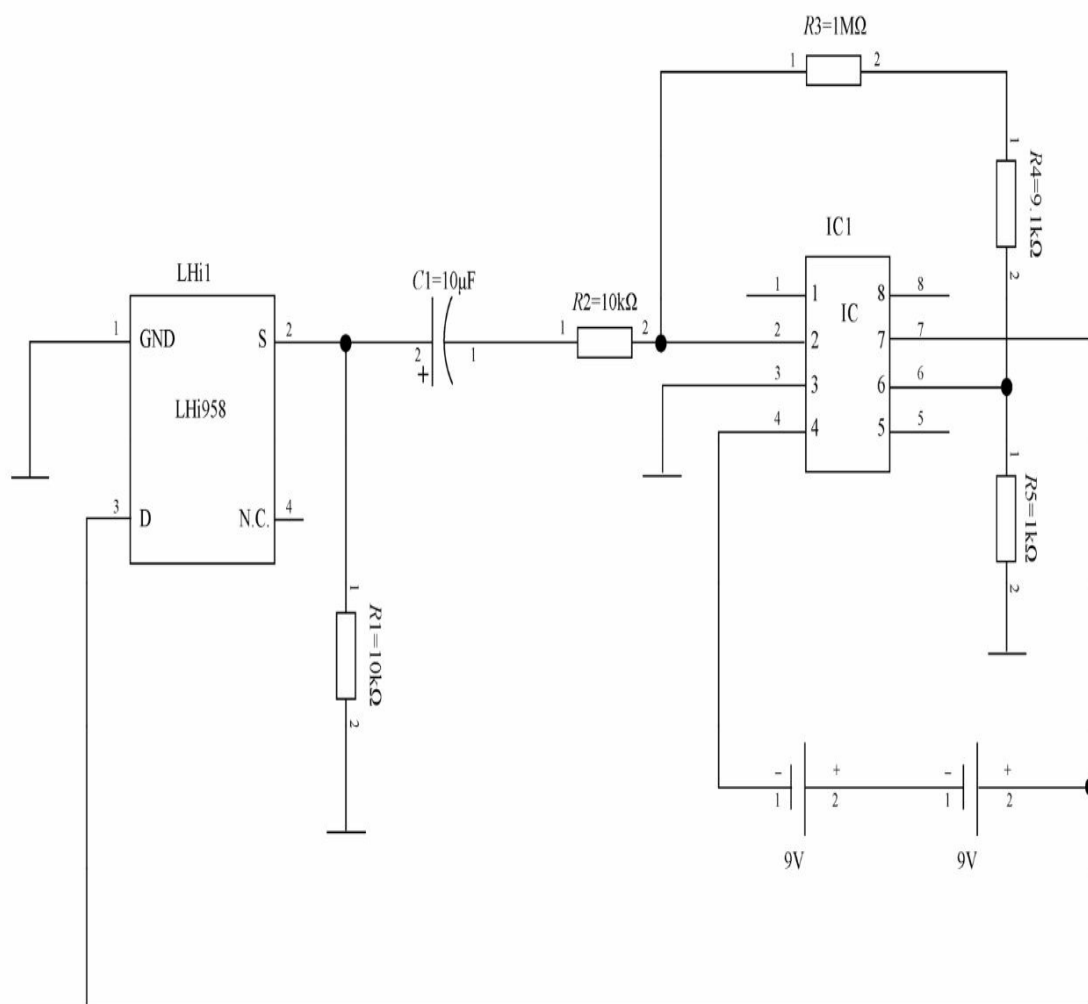 R3=1MΩ
1 2
1
R4=9.1kΩ
2
IC1
LHi1
C1=10µF
R2=10kΩ
1 1 IC 8 8
1 GND S 2
2 + 1
1 2
2 2 7 7
LHi958
3 3 6 6
4 4 5 5
3 D N.C. 4
1
R5=1kΩ
2
1
R1=10kΩ
2
− + − +
1 2 1 2
9V 9V